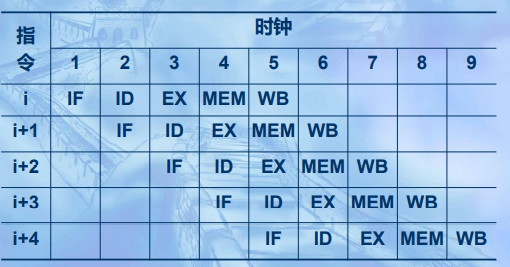 指令 时钟
1 2 3 4 5 6 7 8 9
i IF ID EX MEM WB
i+1 IF ID EX MEM WB
i+2 IF ID EX MEM WB
i+3 IF ID EX MEM WB
i+4 IF ID EX MEM WB